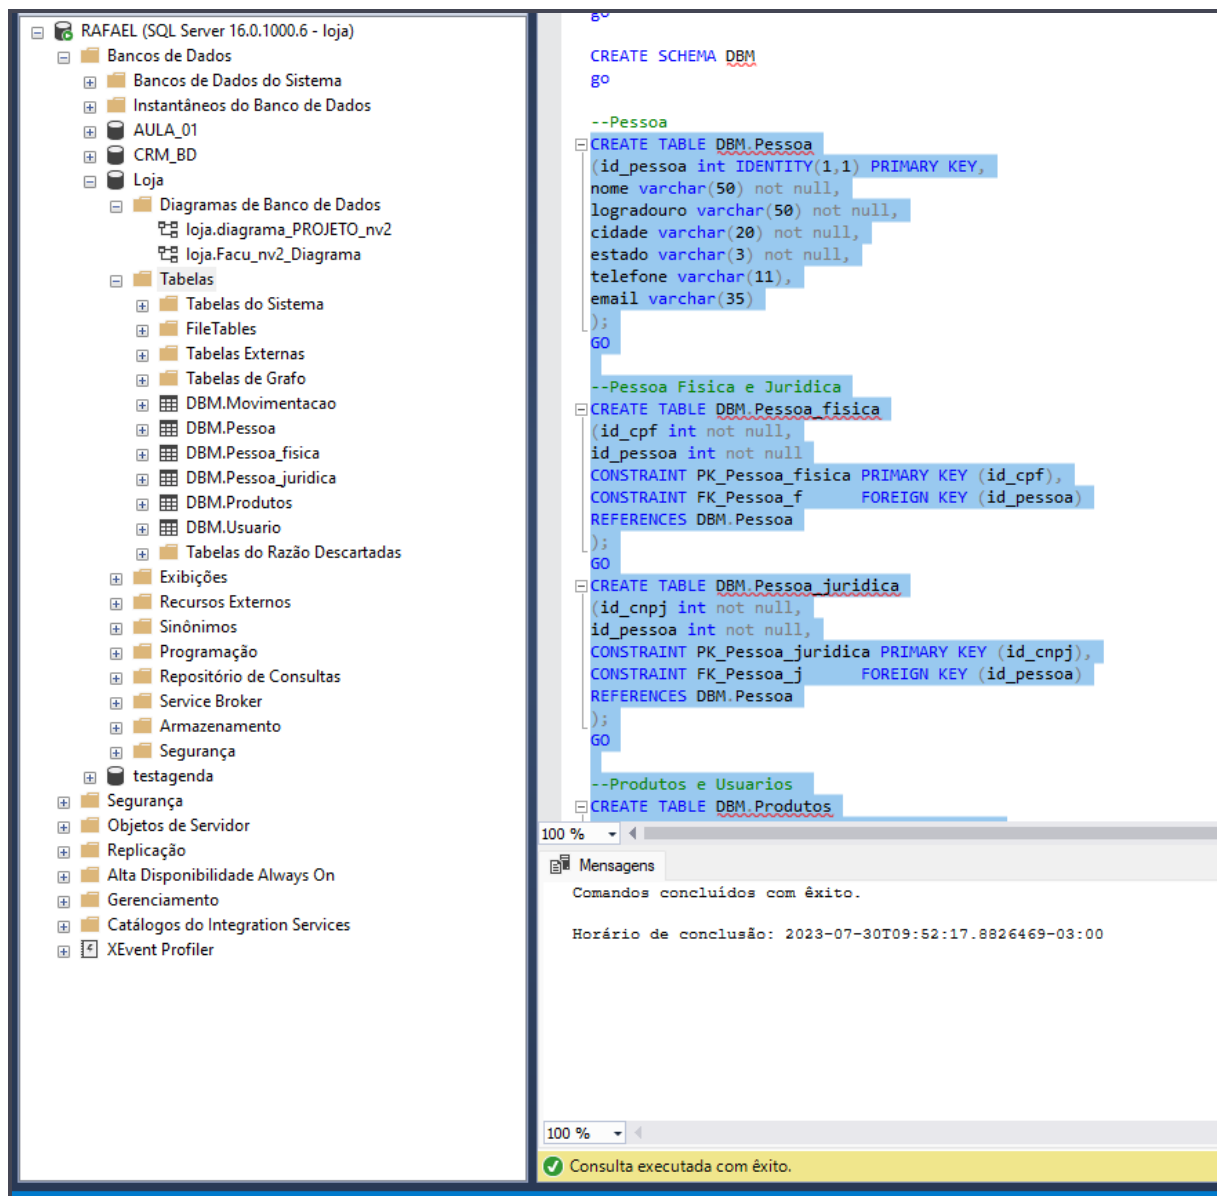 RAFAEL (SQL Server 16.0.1000.6 - loja)
Bancos de Dados
Bancos de Dados do Sistema
Instantâneos do Banco de Dados
AULA_01
CRM_BD
Loja
Diagramas de Banco de Dados
loja.diagrama_PROJETO_nv2
loja.Facu_nv2_Diagrama
Tabelas
Tabelas do Sistema
FileTables
Tabelas Externas
Tabelas de Grafo
DBM.Movimentacao
DBM.Pessoa
DBM.Pessoa_fisica
DBM.Pessoa_juridica
DBM.Produtos
DBM.Usuario
Tabelas do Razão Descartadas
Exibições
Recursos Externos
Sinônimos
Programação
Repositório de Consultas
Service Broker
Armazenamento
Segurança
testagenda
Segurança
Objetos de Servidor
Replicação
Alta Disponibilidade Always On
Gerenciamento
Catálogos do Integration Services
XEvent Profiler
go
CREATE SCHEMA DBM
go
--Pessoa
CREATE TABLE DBM.Pessoa
(id_pessoa int IDENTITY(1,1) PRIMARY KEY,
nome varchar(50) not null,
logradouro varchar(50) not null,
cidade varchar(20) not null,
estado varchar(3) not null,
telefone varchar(11),
email varchar(35)
);
GO
--Pessoa Fisica e Juridica
CREATE TABLE DBM.Pessoa_fisica
(id_cpf int not null,
id_pessoa int not null
CONSTRAINT PK_Pessoa_fisica PRIMARY KEY (id_cpf),
CONSTRAINT FK_Pessoa_f      FOREIGN KEY (id_pessoa)
REFERENCES DBM.Pessoa
);
GO
CREATE TABLE DBM.Pessoa_juridica
(id_cnpj int not null,
id_pessoa int not null,
CONSTRAINT PK_Pessoa_juridica PRIMARY KEY (id_cnpj),
CONSTRAINT FK_Pessoa_j      FOREIGN KEY (id_pessoa)
REFERENCES DBM.Pessoa
);
GO
--Produtos e Usuarios
CREATE TABLE DBM.Produtos
100 %
Mensagens
Comandos concluídos com êxito.
Horário de conclusão: 2023-07-30T09:52:17.8826469-03:00
100 %
Consulta executada com êxito.